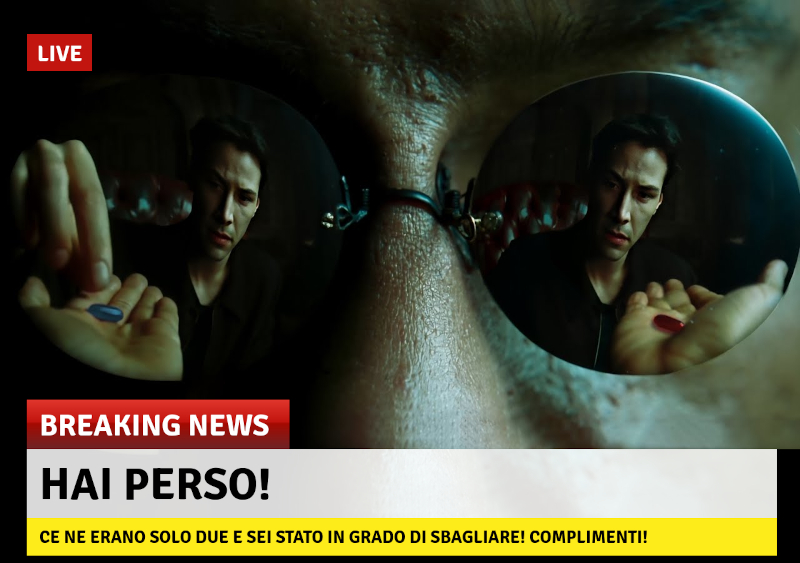 LIVE
BREAKING NEWS
HAI PERSO!
CE NE ERANO SOLO DUE E SEI STATO IN GRADO DI SBAGLIARE! COMPLIMENTI!